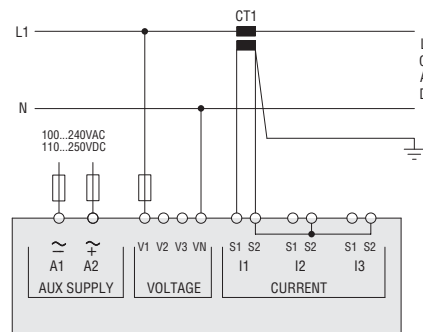 CT1
L1
L
O
A
D
N
100...240VAC
110...250VDC
V1 V2 V3 VN S1 S2 S1 S2 S1 S2
A1 A2 I1 I2 I3
AUX SUPPLY VOLTAGE CURRENT